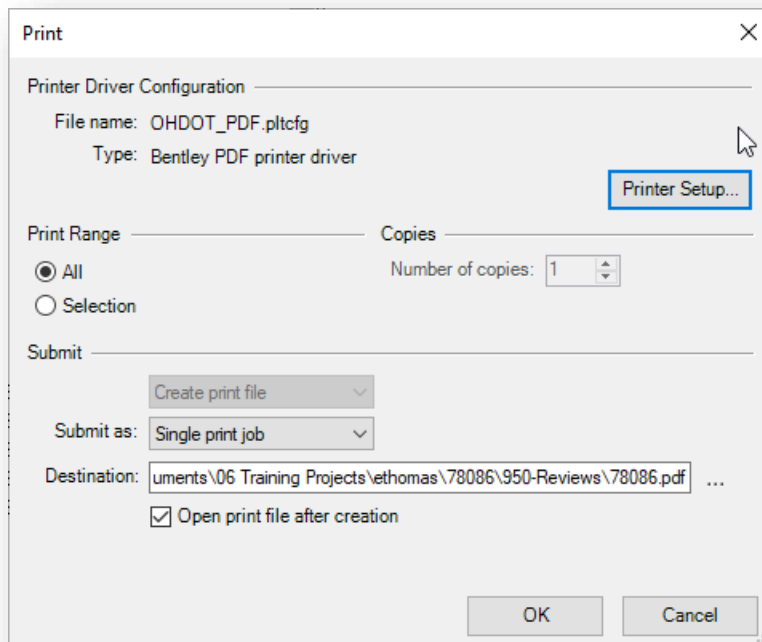 Print
Printer Driver Configuration
File name: OHDOT_PDF.pltcfg
Type: Bentley PDF printer driver
Printer Setup...
Print Range
Copies
All
Number of copies: 1
Selection
Submit
Create print file
Submit as: Single print job
Destination: uments\06 Training Projects\ethomas\78086\950-Reviews\78086.pdf ...
Open print file after creation
OK Cancel